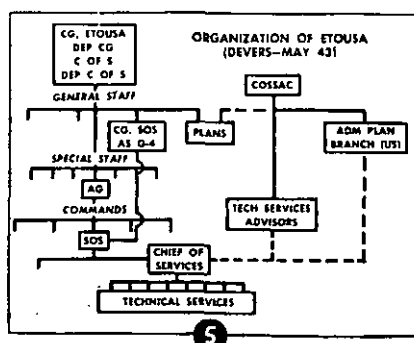 CG, ETOUSA
DEP CG
C OF S
DEP C OF S
ORGANIZATION OF ETOUSA
(DEVERS—MAY 43)
GENERAL STAFF
COSSAC
CG, SOS
AS G-4
PLANS
ADM PLAN
BRANCH (US)
SPECIAL STAFF
AG
COMMANDS
TECH SERVICES
ADVISORS
SOS
CHIEF OF
SERVICES
TECHNICAL SERVICES
5